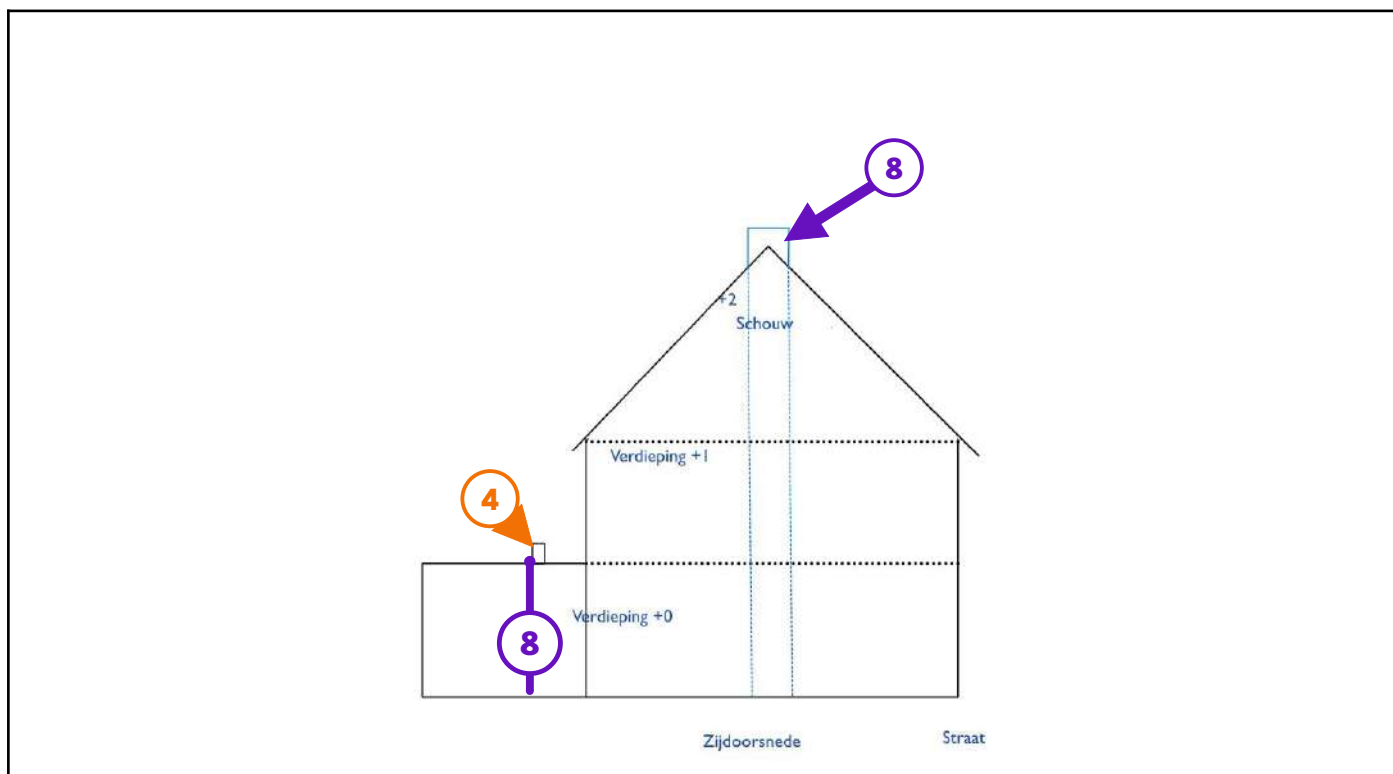 8
+2
Schouw
Verdieping +1
4
Verdieping +0
8
Zijdoorsnede
Straat